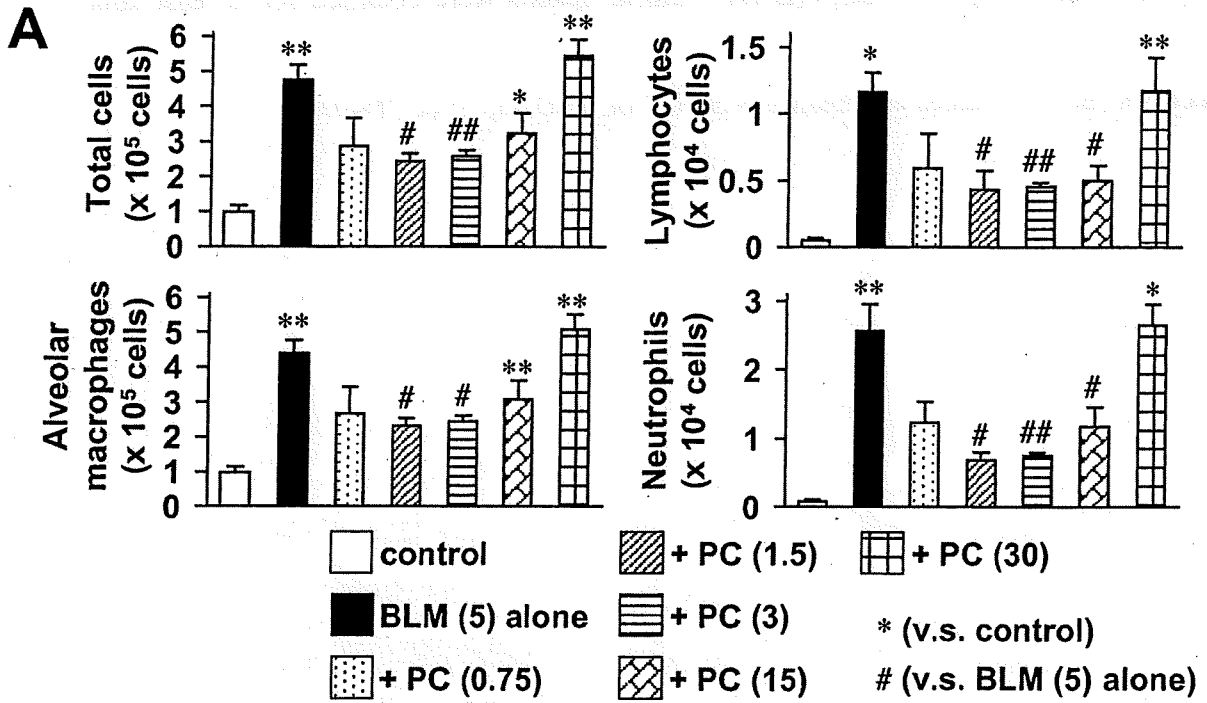 A
Total cells
(x 10⁵ cells)
6
5
4
3
2
1
0
**
#
##
*
**
Lymphocytes
(x 10⁴ cells)
1.5
1
0.5
0
*
#
##
#
**
Alveolar
macrophages
(x 10⁵ cells)
6
5
4
3
2
1
0
**
#
#
**
**
Neutrophils
(x 10⁴ cells)
3
2
1
0
**
#
##
#
*
control
+ PC (1.5)
+ PC (30)
BLM (5) alone
+ PC (3)
* (v.s. control)
+ PC (0.75)
+ PC (15)
# (v.s. BLM (5) alone)